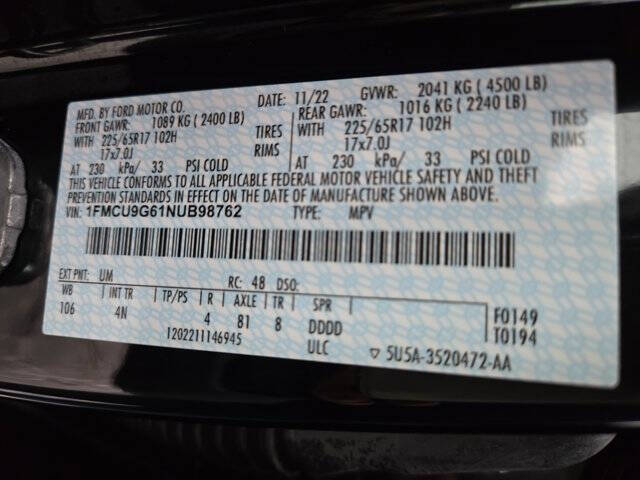 MFD. BY FORD MOTOR CO. DATE: 11/22 GVWR: 2041 KG ( 4500 LB)
FRONT GAWR: 1089 KG ( 2400 LB) REAR GAWR: 1016 KG ( 2240 LB)
WITH 225/65R17 102H TIRES WITH 225/65R17 102H TIRES
17x7.0J RIMS 17x7.0J RIMS
AT 230 kPa/ 33 PSI COLD AT 230 kPa/ 33 PSI COLD
THIS VEHICLE CONFORMS TO ALL APPLICABLE FEDERAL MOTOR VEHICLE SAFETY AND THEFT
PREVENTION STANDARDS IN EFFECT ON THE DATE OF MANUFACTURE SHOWN ABOVE.
VIN: 1FMCU9G61NUB98762 TYPE: MPV
EXT PNT: UM RC: 48 DSO:
WB INT TR TP/PS R AXLE TR SPR
106 4N 4 81 8 DDDD F0149
1202211146945 ULC T0194
▽ 5U5A-3520472-AA